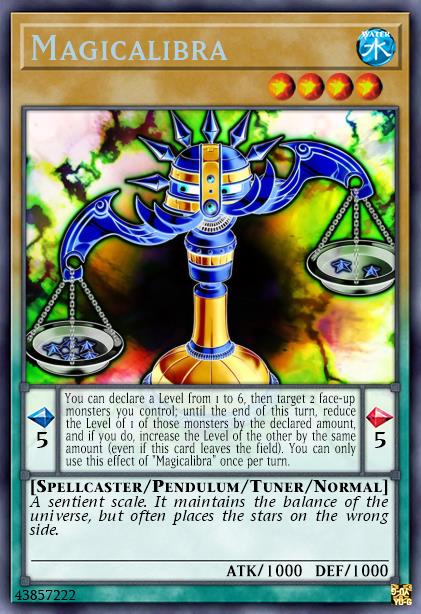 MAGICALIBRA
WATER
水
You can declare a Level from 1 to 6, then target 2 face-up
monsters you control; until the end of this turn, reduce
the Level of 1 of those monsters by the declared amount,
and if you do, increase the Level of the other by the same
amount (even if this card leaves the field). You can only
use this effect of "Magicalibra" once per turn.
5
5
[SPELLCASTER/PENDULUM/TUNER/NORMAL]
A sentient scale. It maintains the balance of the
universe, but often places the stars on the wrong
side.
ATK/1000 DEF/1000
43857222